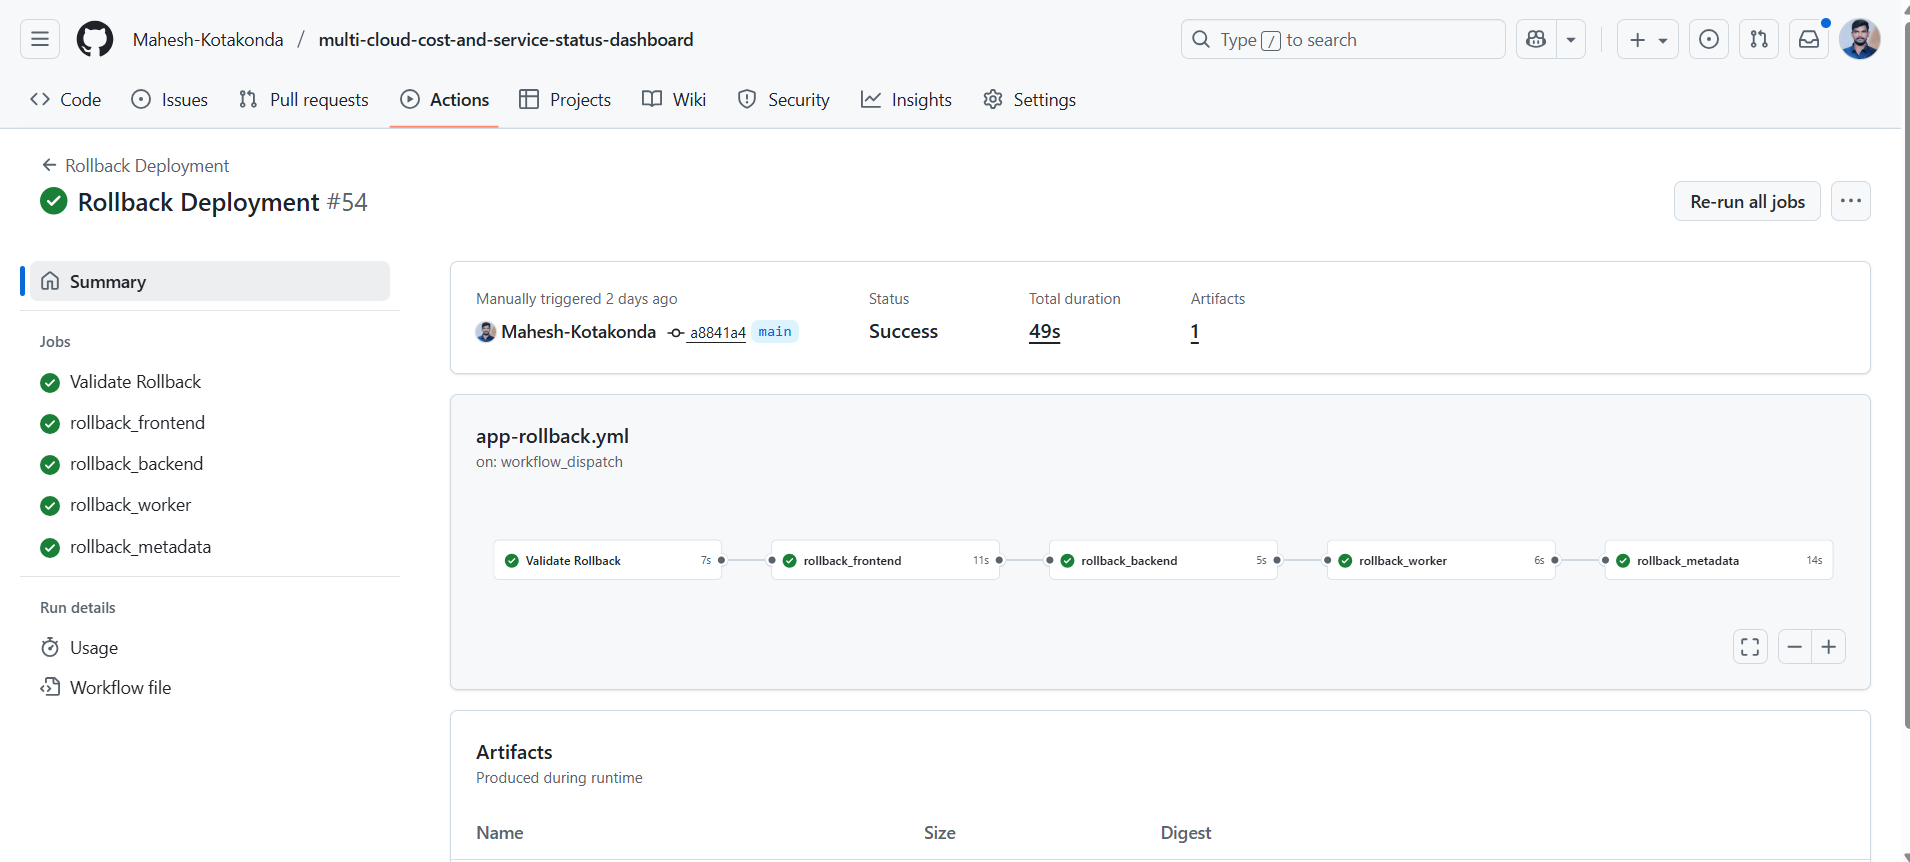 Mahesh-Kotakonda / multi-cloud-cost-and-service-status-dashboard
Type / to search
Code
Issues
Pull requests
Actions
Projects
Wiki
Security
Insights
Settings
Rollback Deployment
Rollback Deployment #54
Re-run all jobs
Summary
Jobs
Validate Rollback
rollback_frontend
rollback_backend
rollback_worker
rollback_metadata
Run details
Usage
Workflow file
Manually triggered 2 days ago
Mahesh-Kotakonda a8841a4 main
Status
Success
Total duration
49s
Artifacts
1
app-rollback.yml
on: workflow_dispatch
Validate Rollback 7s
rollback_frontend 11s
rollback_backend 5s
rollback_worker 6s
rollback_metadata 14s
Artifacts
Produced during runtime
Name Size Digest